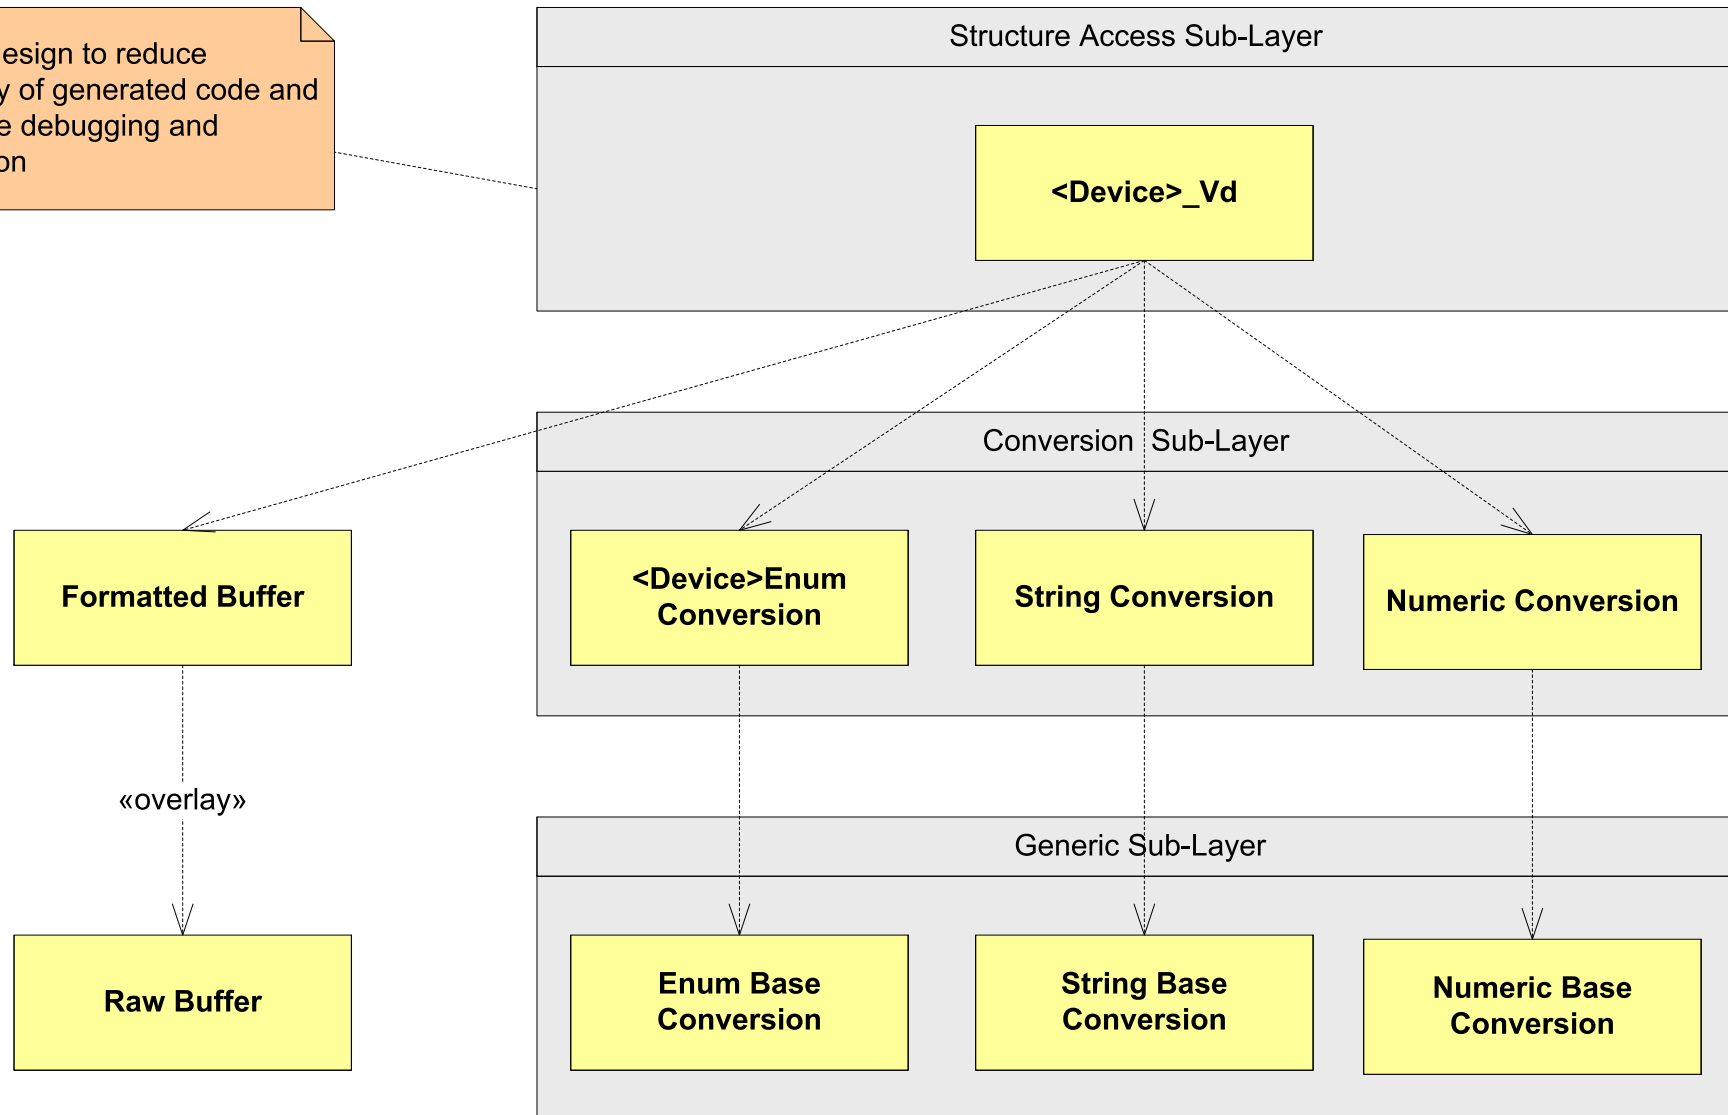 esign to reduce
y of generated code and
e debugging and
on
Structure Access Sub-Layer
<Device>_Vd
Conversion Sub-Layer
Formatted Buffer
<Device>Enum
Conversion
String Conversion
Numeric Conversion
«overlay»
Generic Sub-Layer
Raw Buffer
Enum Base
Conversion
String Base
Conversion
Numeric Base
Conversion